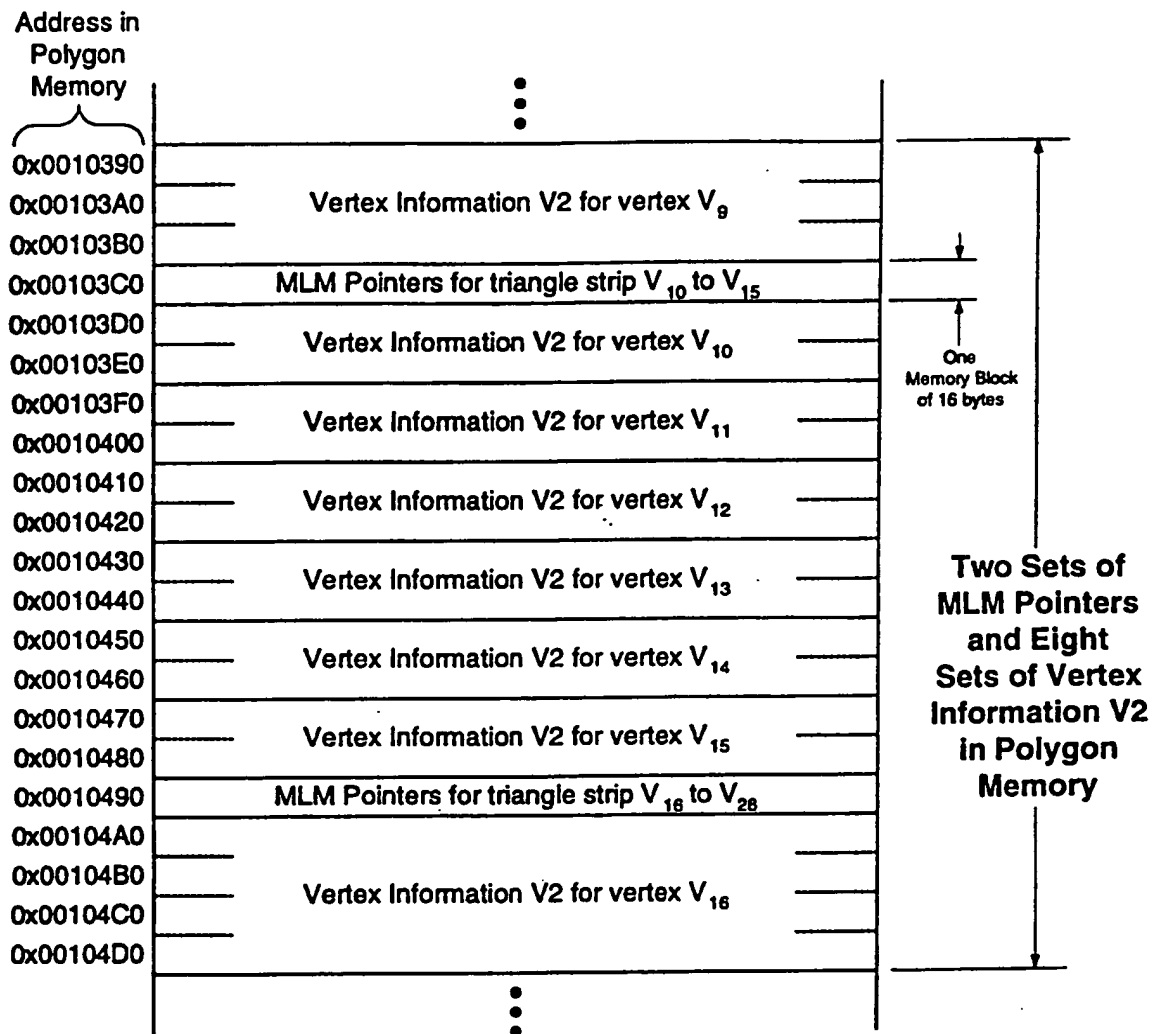 Address in
Polygon
Memory
0x0010390
0x00103A0
Vertex Information V2 for vertex V9
0x00103B0
0x00103C0
MLM Pointers for triangle strip V10 to V15
0x00103D0
Vertex Information V2 for vertex V10
0x00103E0
0x00103F0
Vertex Information V2 for vertex V11
0x0010400
0x0010410
Vertex Information V2 for vertex V12
0x0010420
0x0010430
Vertex Information V2 for vertex V13
0x0010440
0x0010450
Vertex Information V2 for vertex V14
0x0010460
0x0010470
Vertex Information V2 for vertex V15
0x0010480
0x0010490
MLM Pointers for triangle strip V16 to V28
0x00104A0
0x00104B0
Vertex Information V2 for vertex V16
0x00104C0
0x00104D0
One
Memory Block
of 16 bytes
Two Sets of
MLM Pointers
and Eight
Sets of Vertex
Information V2
in Polygon
Memory